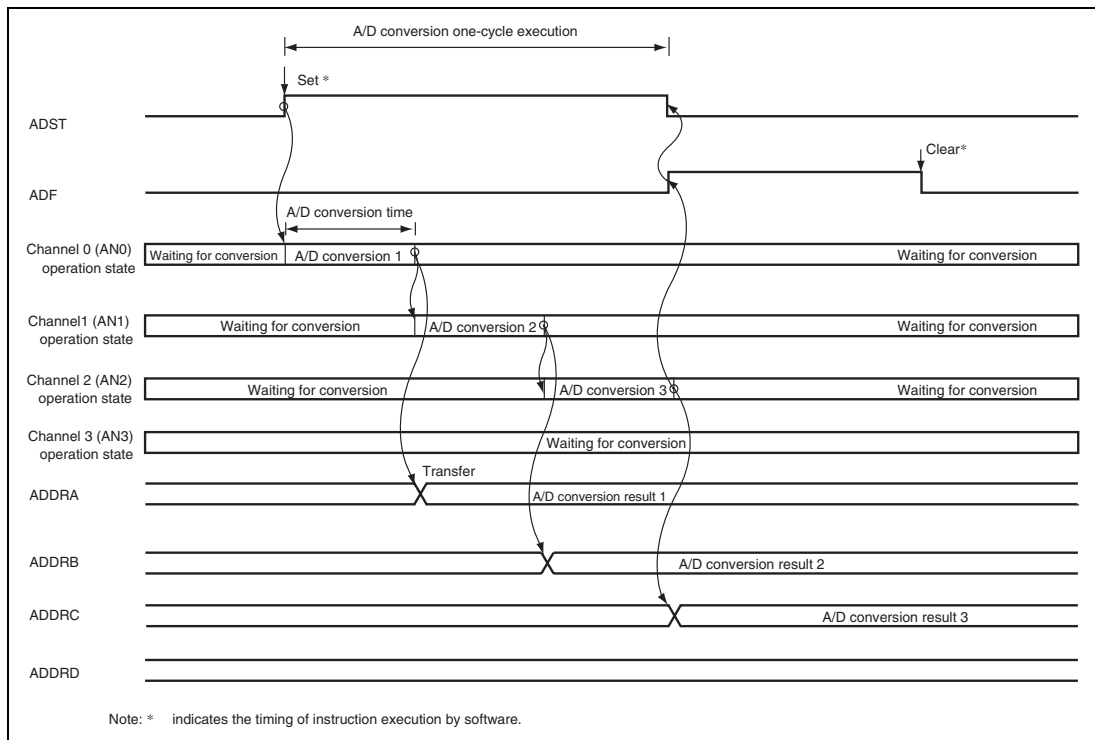 A/D conversion one-cycle execution
Set *
ADST
Clear*
ADF
A/D conversion time
Channel 0 (AN0)
operation state
Waiting for conversion
A/D conversion 1
Waiting for conversion
Channel1 (AN1)
operation state
Waiting for conversion
A/D conversion 2
Waiting for conversion
Channel 2 (AN2)
operation state
Waiting for conversion
A/D conversion 3
Waiting for conversion
Channel 3 (AN3)
operation state
Waiting for conversion
Transfer
ADDRA
A/D conversion result 1
ADDRB
A/D conversion result 2
ADDRC
A/D conversion result 3
ADDRD
Note: * indicates the timing of instruction execution by software.